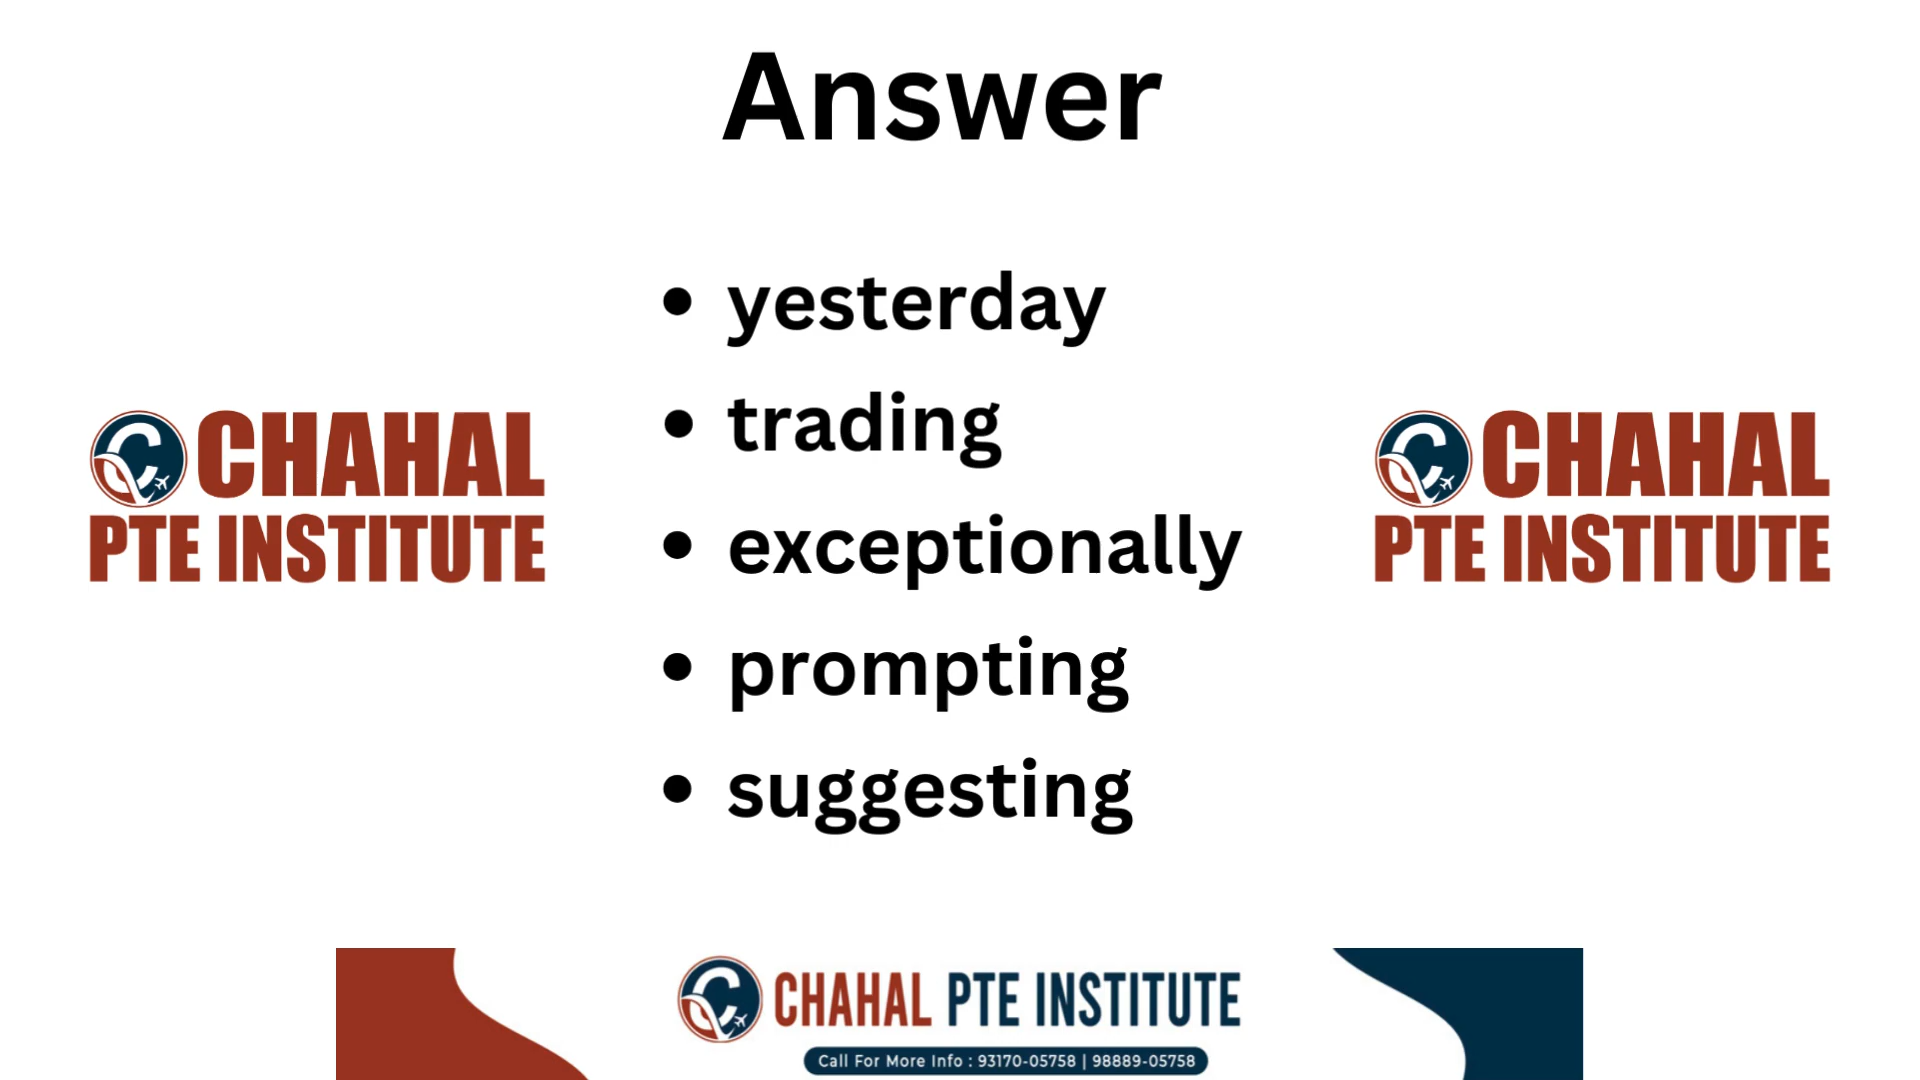 Answer
• yesterday
• trading
• exceptionally
• prompting
• suggesting
CHAHAL
PTE INSTITUTE
CHAHAL
PTE INSTITUTE
CHAHAL PTE INSTITUTE
Call For More Info : 93170-05758 | 98889-05758